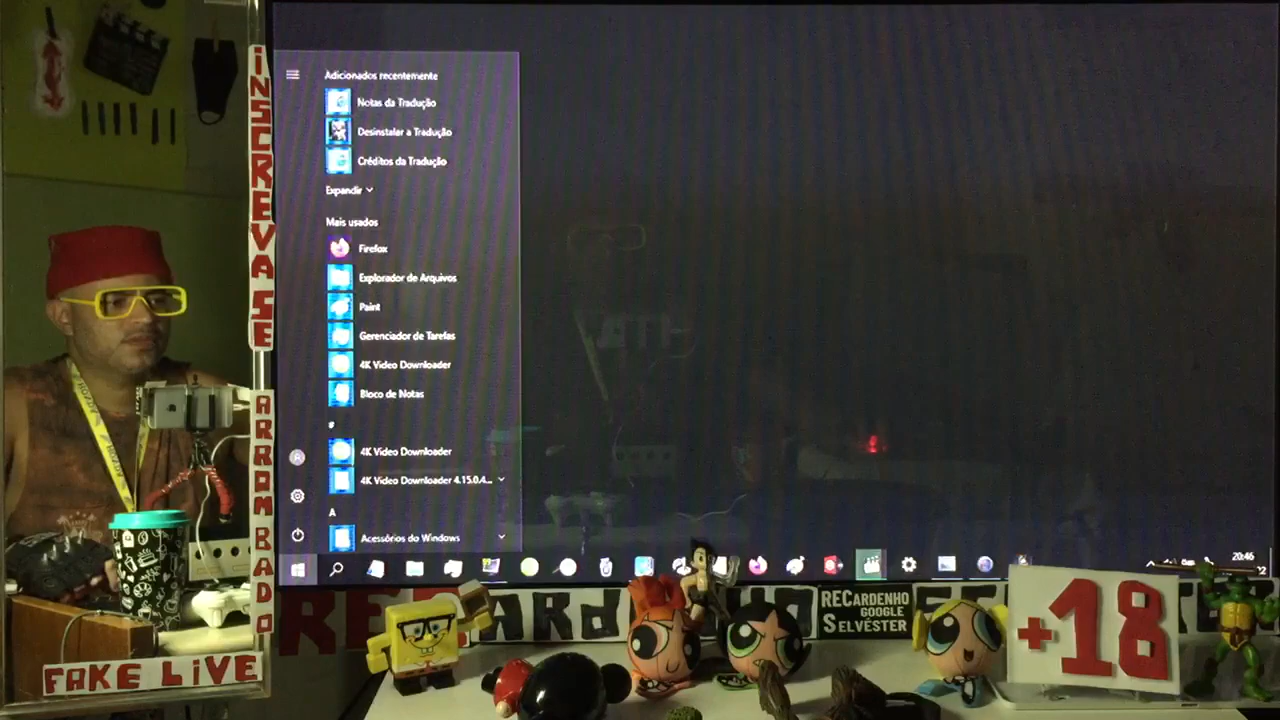 INSCREVA SE
ARROMBADO
FAKE LIVE
Adicionados recentemente
Notas da Tradução
Desinstalar a Tradução
Créditos da Tradução
Expandir
Mais usados
Firefox
Explorador de Arquivos
Paint
Gerenciador de Tarefas
4K Video Downloader
Bloco de Notas
#
4K Video Downloader
4K Video Downloader 4.15.0.4...
A
Acessórios do Windows
20:46
RECARDENHO
GOOGLE
SELVÉSTER
+18